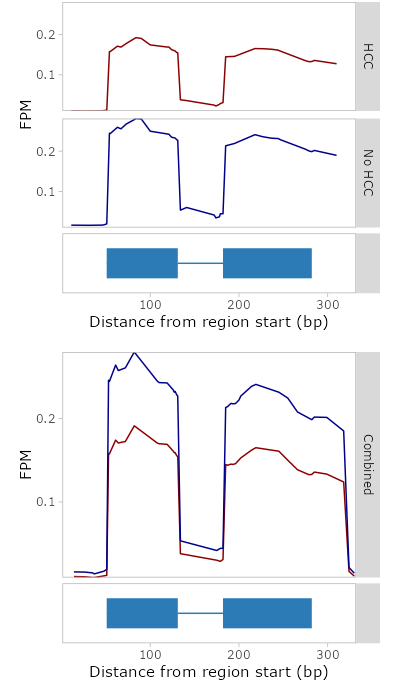 0.2
0.1
HCC
FPM
0.2
0.1
No HCC
100 200 300
Distance from region start (bp)
0.2
0.1
FPM
Combined
100 200 300
Distance from region start (bp)